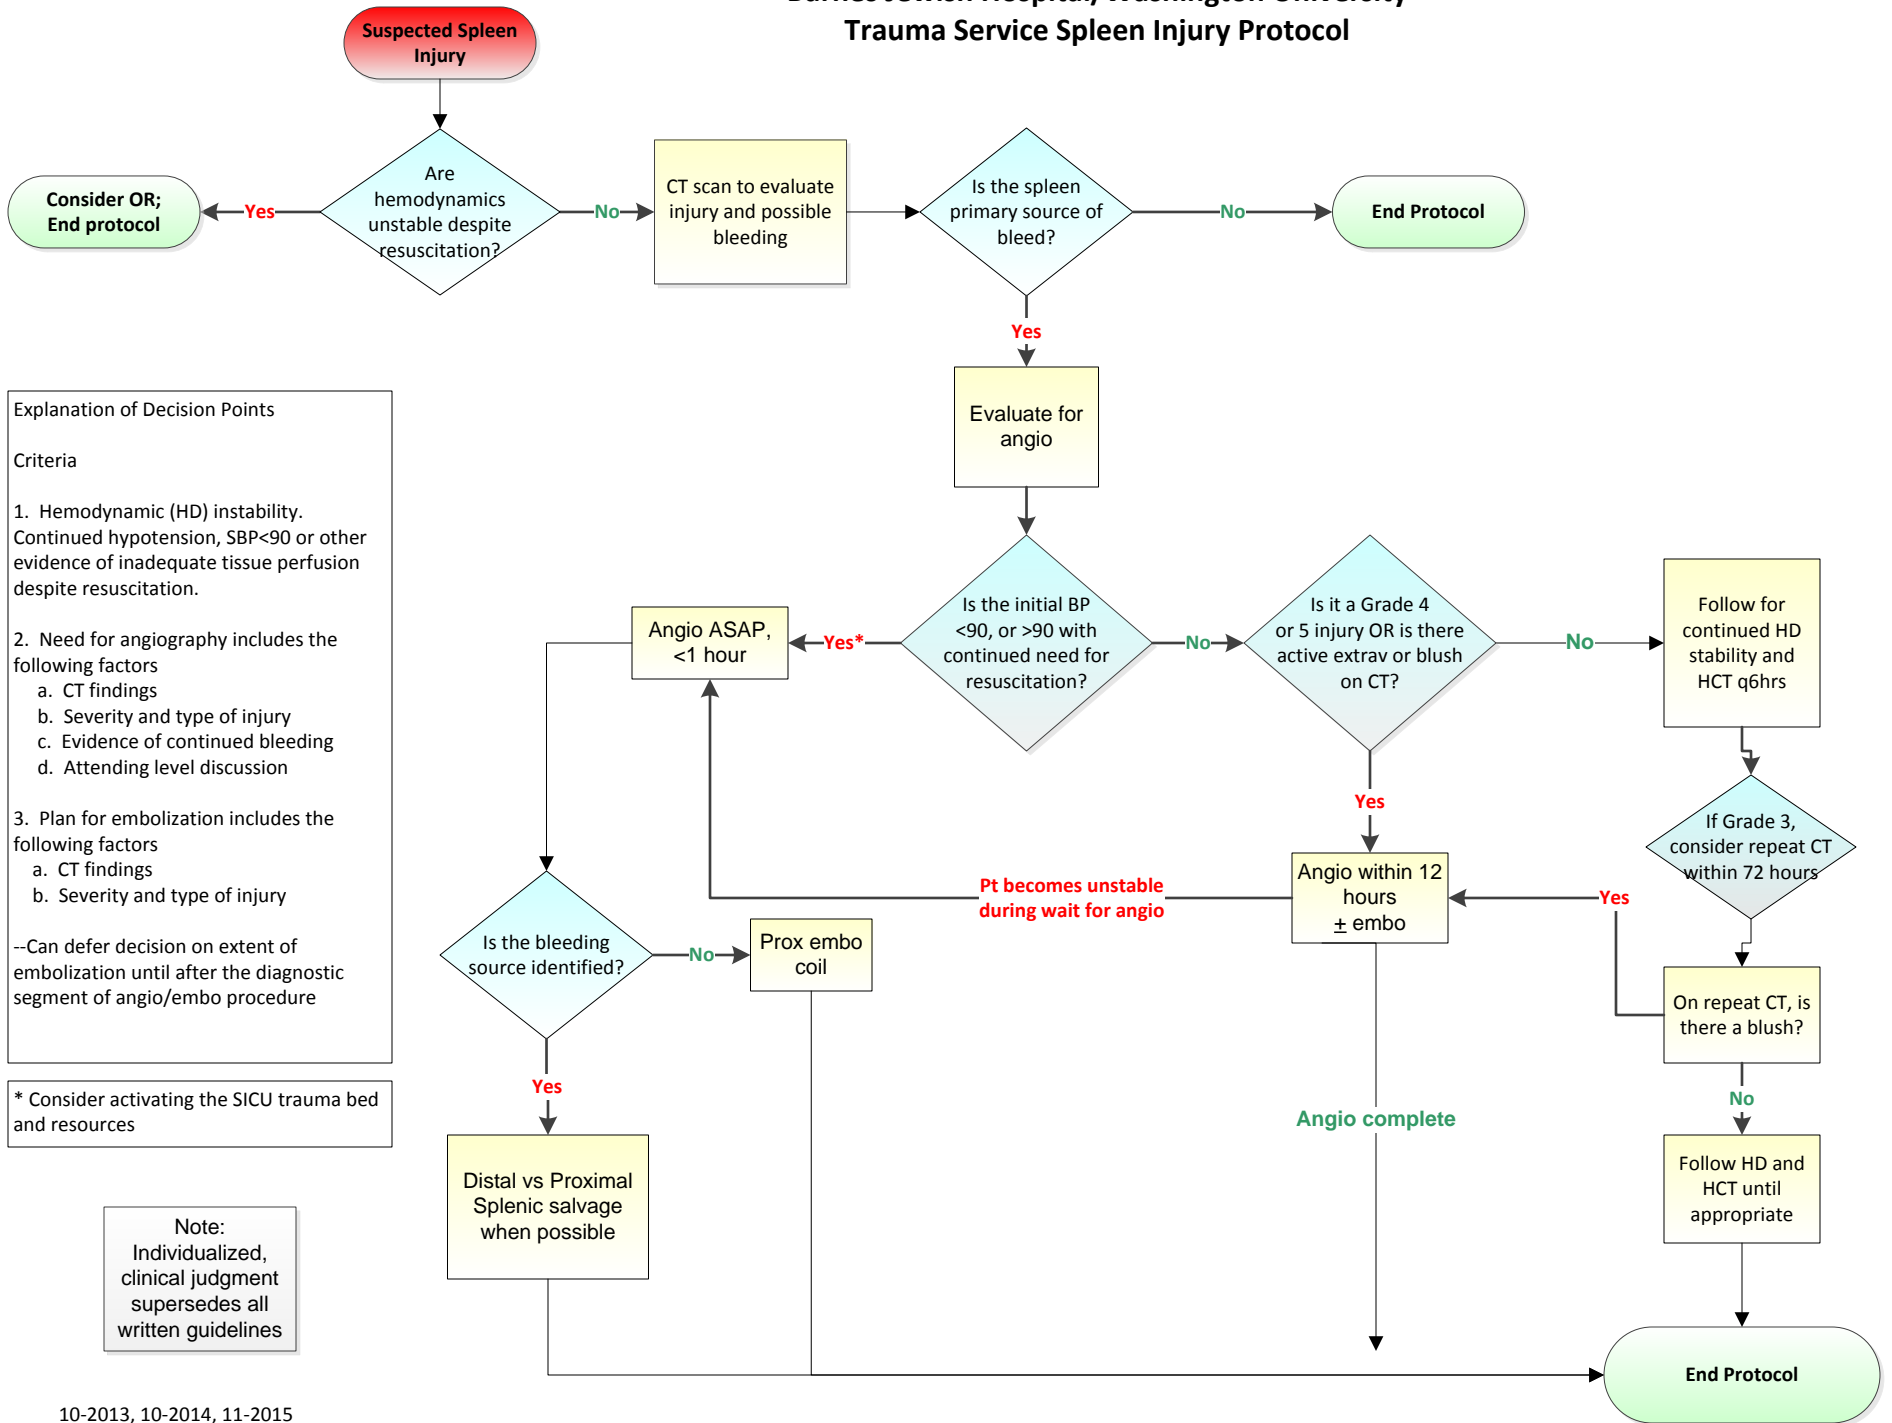 Barnes Jewish Hospital/Washington University
Trauma Service Spleen Injury Protocol
Suspected Spleen
Injury
Are
hemodynamics
unstable despite
resuscitation?
Yes
Consider OR;
End protocol
No
CT scan to evaluate
injury and possible
bleeding
Is the spleen
primary source of
bleed?
No
End Protocol
Yes
Evaluate for
angio
Is the initial BP
<90, or >90 with
continued need for
resuscitation?
Yes*
Angio ASAP,
<1 hour
No
Is it a Grade 4
or 5 injury OR is there
active extrav or blush
on CT?
No
Follow for
continued HD
stability and
HCT q6hrs
Yes
If Grade 3,
consider repeat CT
within 72 hours
Angio within 12
hours
± embo
Pt becomes unstable
during wait for angio
Yes
On repeat CT, is
there a blush?
No
Follow HD and
HCT until
appropriate
Is the bleeding
source identified?
No
Prox embo
coil
Yes
Distal vs Proximal
Splenic salvage
when possible
Angio complete
End Protocol
Explanation of Decision Points
Criteria
1. Hemodynamic (HD) instability.
Continued hypotension, SBP<90 or other
evidence of inadequate tissue perfusion
despite resuscitation.
2. Need for angiography includes the
following factors
a. CT findings
b. Severity and type of injury
c. Evidence of continued bleeding
d. Attending level discussion
3. Plan for embolization includes the
following factors
a. CT findings
b. Severity and type of injury
--Can defer decision on extent of
embolization until after the diagnostic
segment of angio/embo procedure
* Consider activating the SICU trauma bed
and resources
Note:
Individualized,
clinical judgment
supersedes all
written guidelines
10-2013, 10-2014, 11-2015